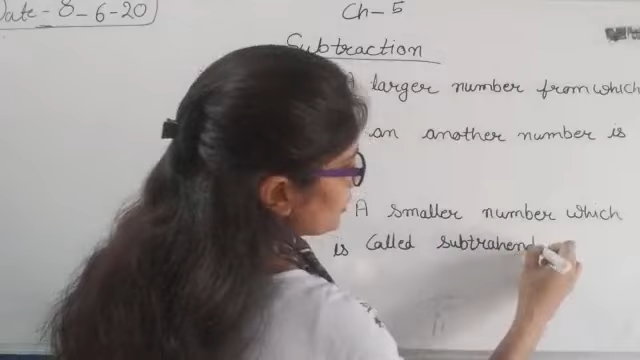 Date - 8-6-20
Ch-5
Subtraction
A larger number from which
an another number is
A smaller number which
is called subtrahend